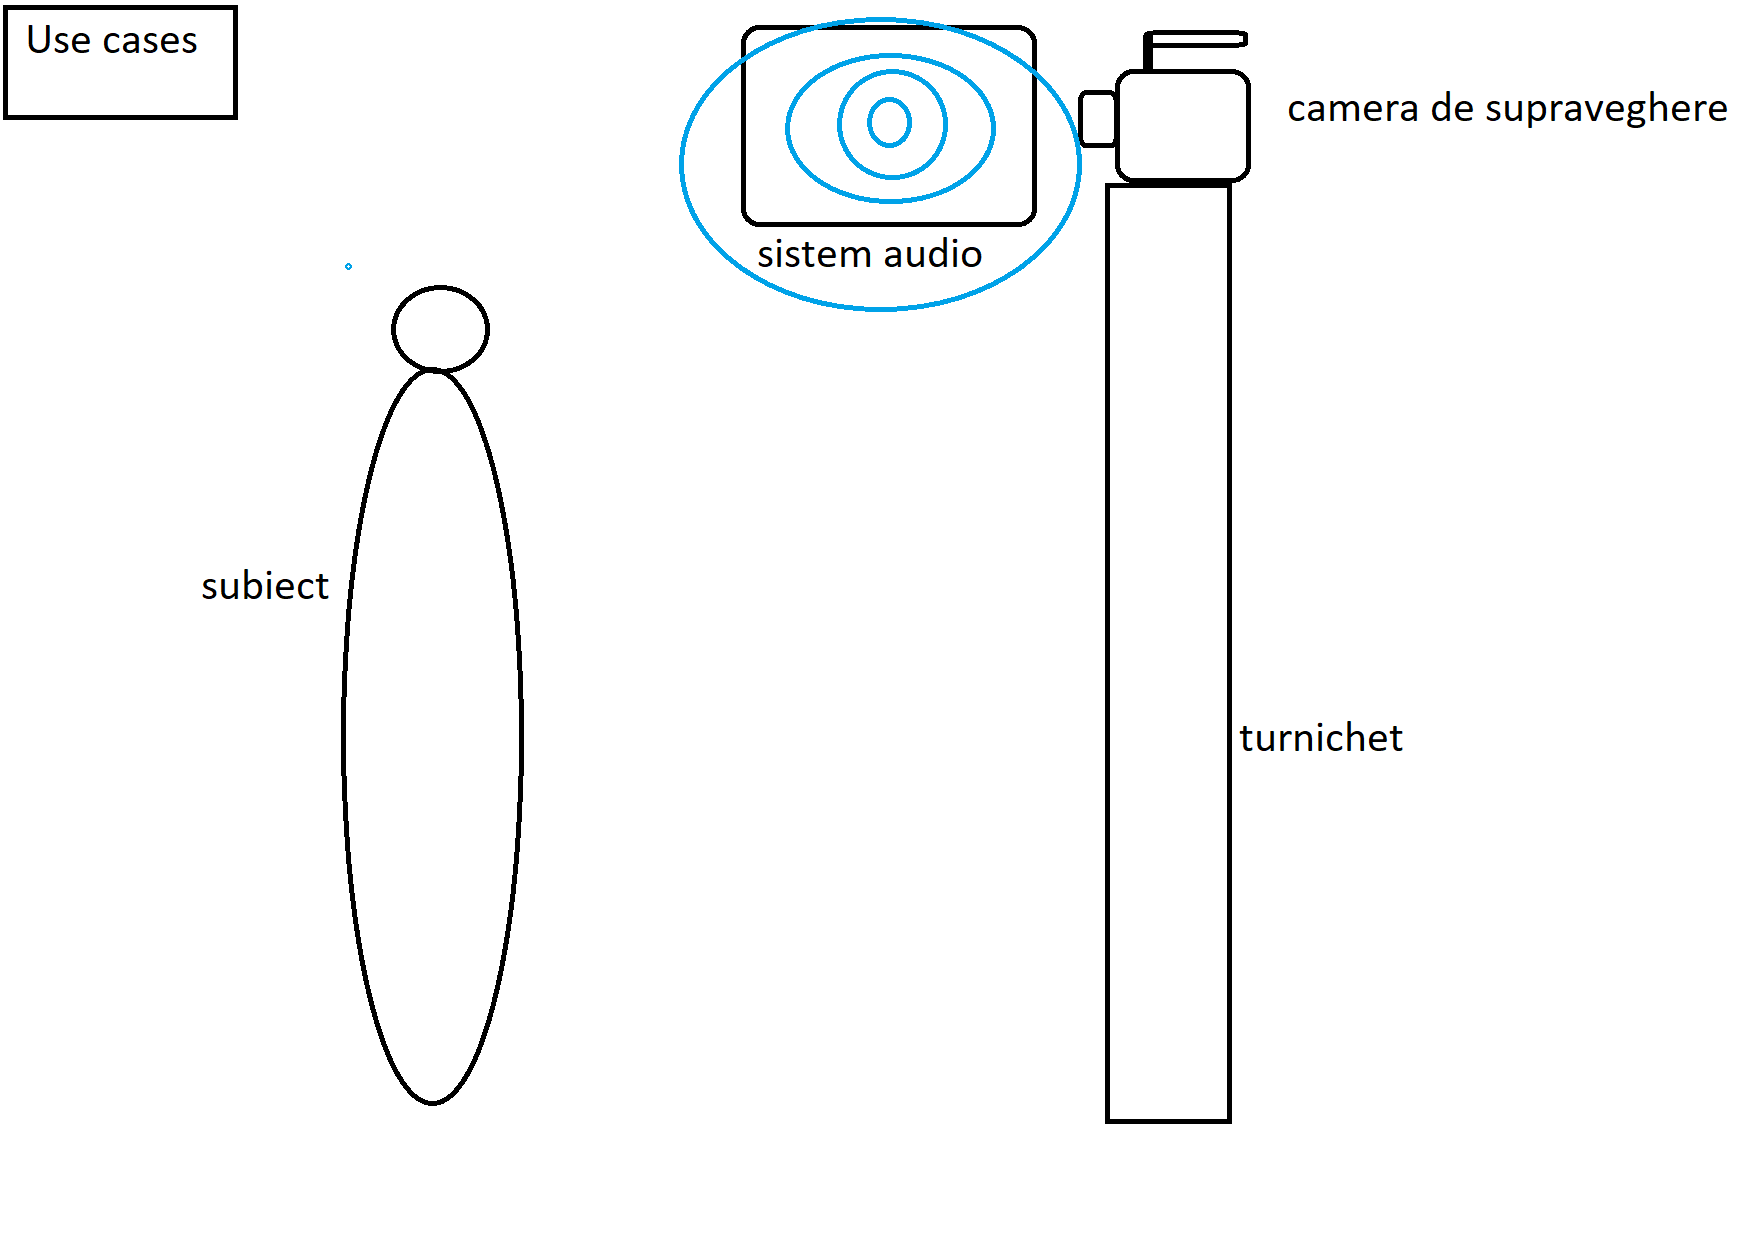 Use cases
camera de supraveghere
sistem audio
subiect
turnichet